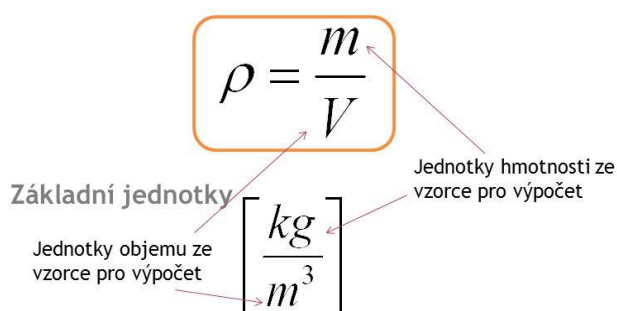 ρ = m/V
Jednotky hmotnosti ze
vzorce pro výpočet
Základní jednotky
Jednotky objemu ze
vzorce pro výpočet
[kg/m³]